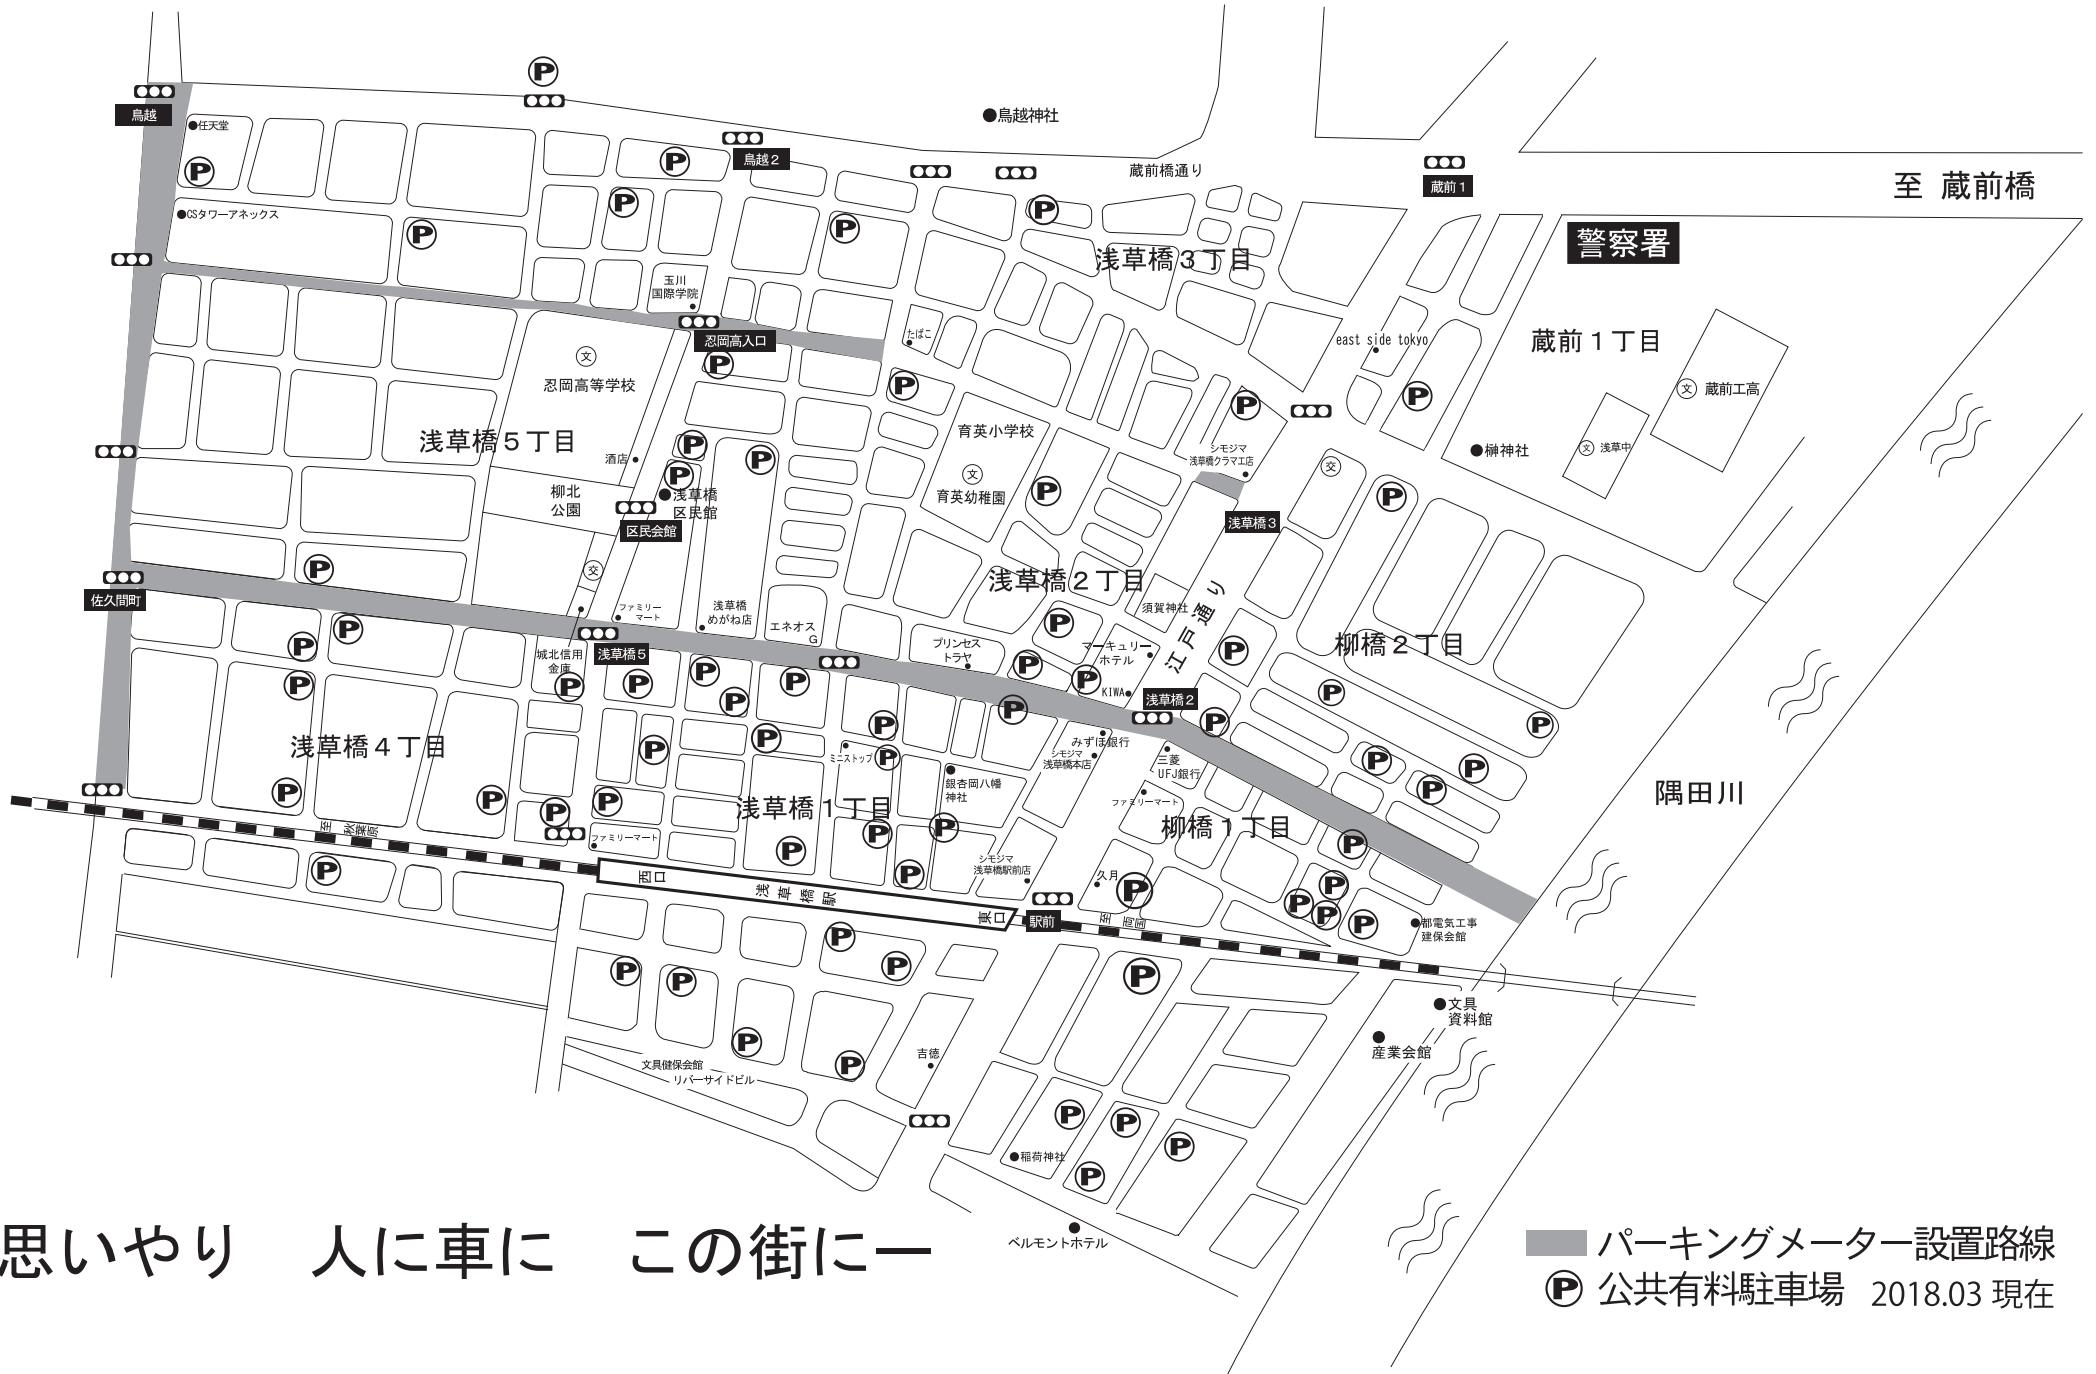 鳥越
任天堂
CSタワーアネックス
鳥越神社
鳥越２
蔵前橋通り
蔵前１
至 蔵前橋
警察署
浅草橋３丁目
玉川
国際学院
忍岡高入口
たばこ
east side tokyo
蔵前１丁目
蔵前工高
文
文
忍岡高等学校
浅草橋５丁目
酒店
育英小学校
文
育英幼稚園
シモジマ
浅草橋クラマエ店
交
榊神社
文
浅草中
柳北
公園
浅草橋
区民館
区民会館
浅草橋３
交
佐久間町
浅草橋２丁目
須賀神社
江戸通り
柳橋２丁目
ファミリー
マート
浅草橋
めがね店
エネオス
G
プリンセス
トラヤ
マーキュリー
ホテル
KIWA
浅草橋２
城北信用
金庫
浅草橋５
浅草橋４丁目
ミニストップ
銀杏岡八幡
神社
みずほ銀行
シモジマ
浅草橋本店
三菱
UFJ銀行
ファミリーマート
隅田川
浅草橋１丁目
柳橋１丁目
至 秋葉原
ファミリーマート
西口
浅草橋駅
東口
シモジマ
浅草橋駅前店
久月
駅前
至 両国
都電気工事
健保会館
文具
資料館
産業会館
文具健保会館
リバーサイドビル
吉徳
稲荷神社
ベルモントホテル
思いやり　人に車に　この街に―
パーキングメーター設置路線
P 公共有料駐車場 2018.03 現在